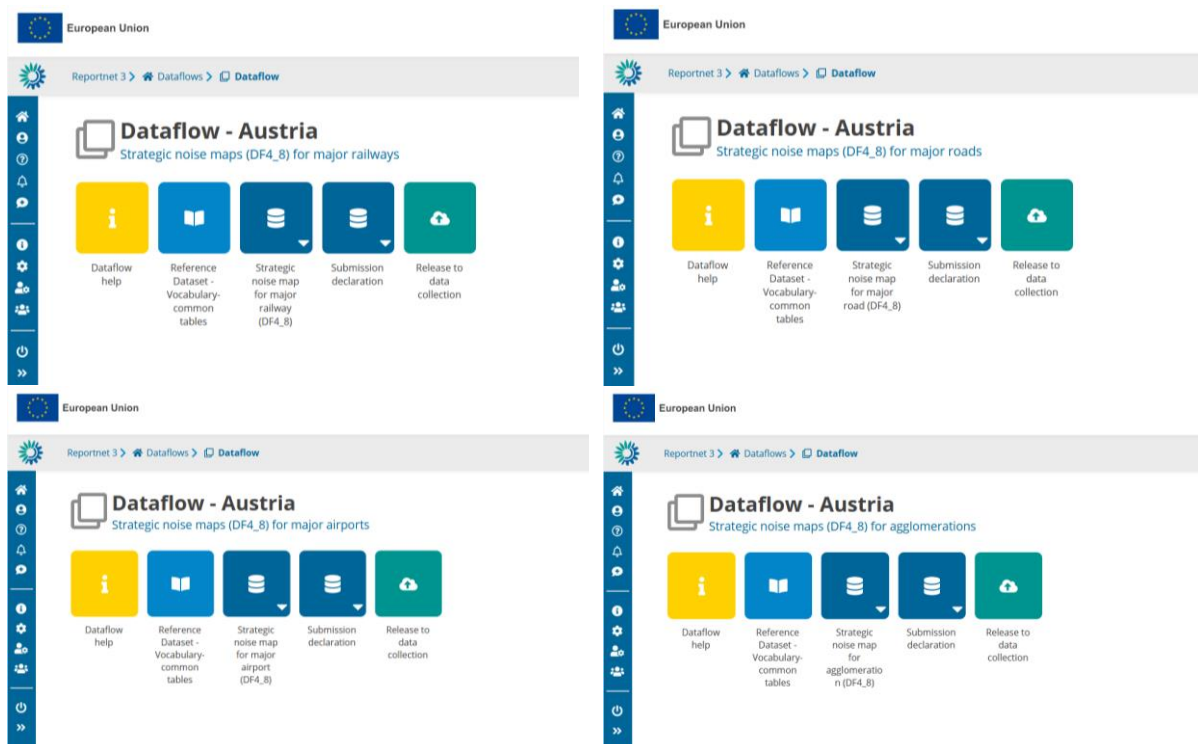 European Union
Reportnet 3 > Dataflows > Dataflow
Dataflow - Austria
Strategic noise maps (DF4_8) for major railways
Dataflow
help
Reference
Dataset -
Vocabulary-
common
tables
Strategic
noise map
for major
railway
(DF4_8)
Submission
declaration
Release to
data
collection
European Union
Reportnet 3 > Dataflows > Dataflow
Dataflow - Austria
Strategic noise maps (DF4_8) for major roads
Dataflow
help
Reference
Dataset -
Vocabulary-
common
tables
Strategic
noise map
for major
road (DF4_8)
Submission
declaration
Release to
data
collection
European Union
Reportnet 3 > Dataflows > Dataflow
Dataflow - Austria
Strategic noise maps (DF4_8) for major airports
Dataflow
help
Reference
Dataset -
Vocabulary-
common
tables
Strategic
noise map
for major
airport
(DF4_8)
Submission
declaration
Release to
data
collection
European Union
Reportnet 3 > Dataflows > Dataflow
Dataflow - Austria
Strategic noise maps (DF4_8) for agglomerations
Dataflow
help
Reference
Dataset -
Vocabulary-
common
tables
Strategic
noise map
for
agglomeratio
n (DF4_8)
Submission
declaration
Release to
data
collection